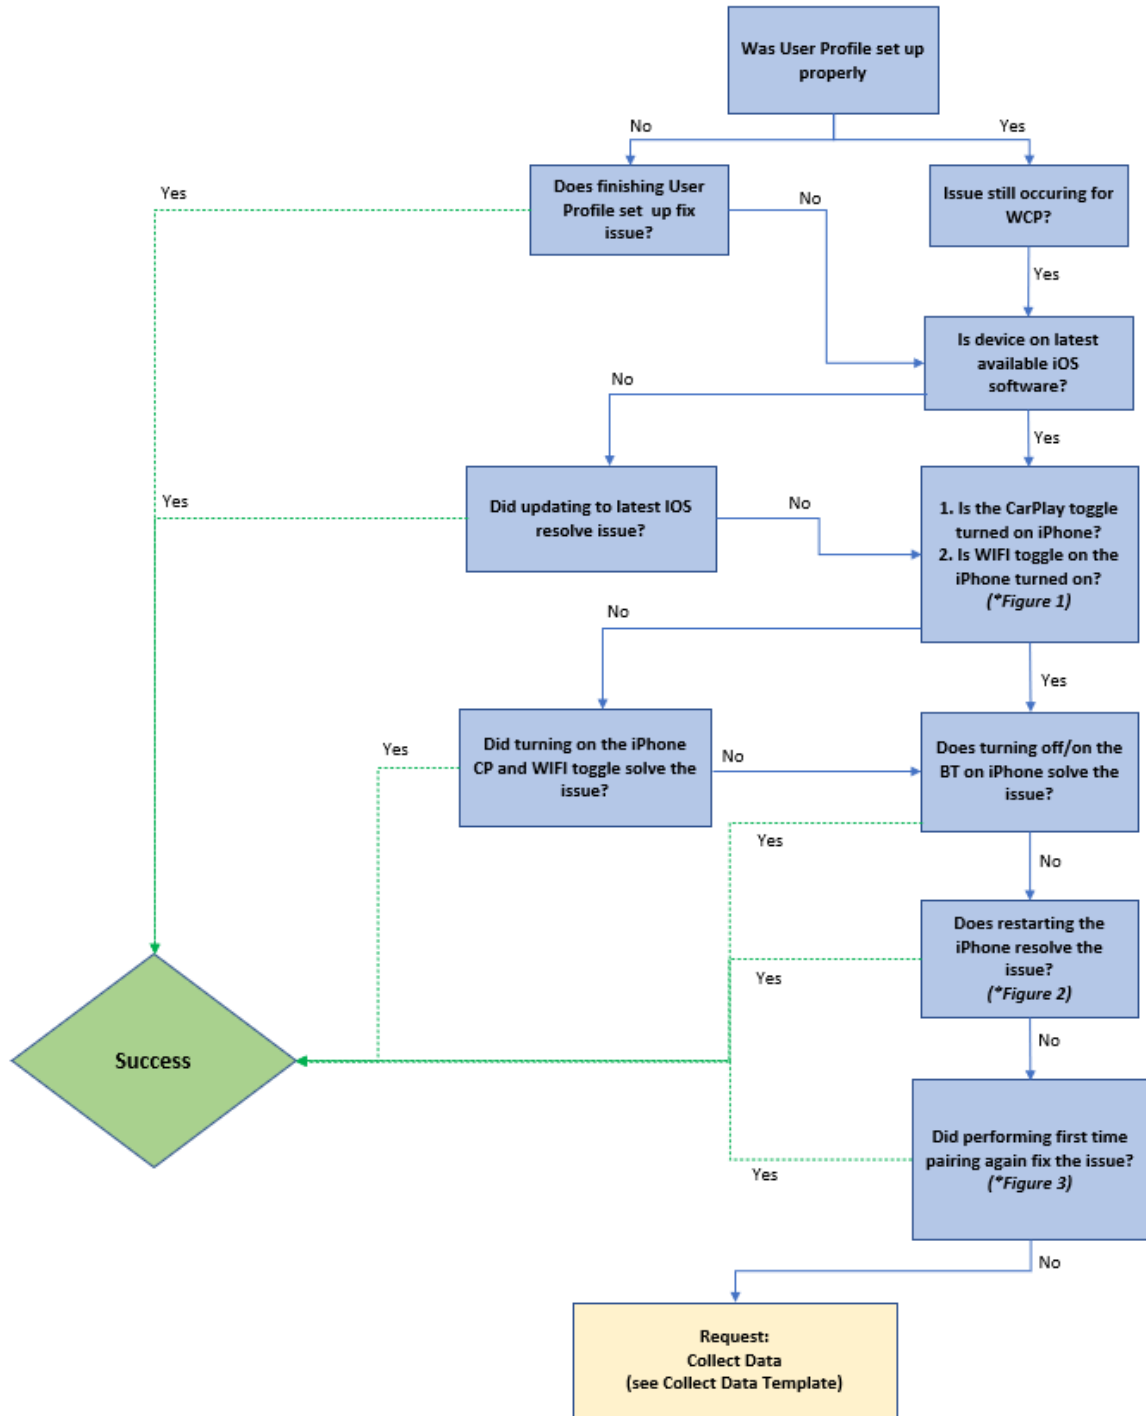 Was User Profile set up
properly
No
Yes
Does finishing User
Profile set  up fix
issue?
Yes
No
Issue still occuring for
WCP?
Yes
Is device on latest
available iOS
software?
No
Yes
Did updating to latest IOS
resolve issue?
Yes
No
1. Is the CarPlay toggle
turned on iPhone?
2. Is WIFI toggle on the
iPhone turned on?
(*Figure 1)
No
Yes
Did turning on the iPhone
CP and WIFI toggle solve the
issue?
Yes
No
Does turning off/on the
BT on iPhone solve the
issue?
Yes
No
Does restarting the
iPhone resolve the
issue?
(*Figure 2)
Yes
No
Success
Did performing first time
pairing again fix the issue?
(*Figure 3)
Yes
No
Request:
Collect Data
(see Collect Data Template)